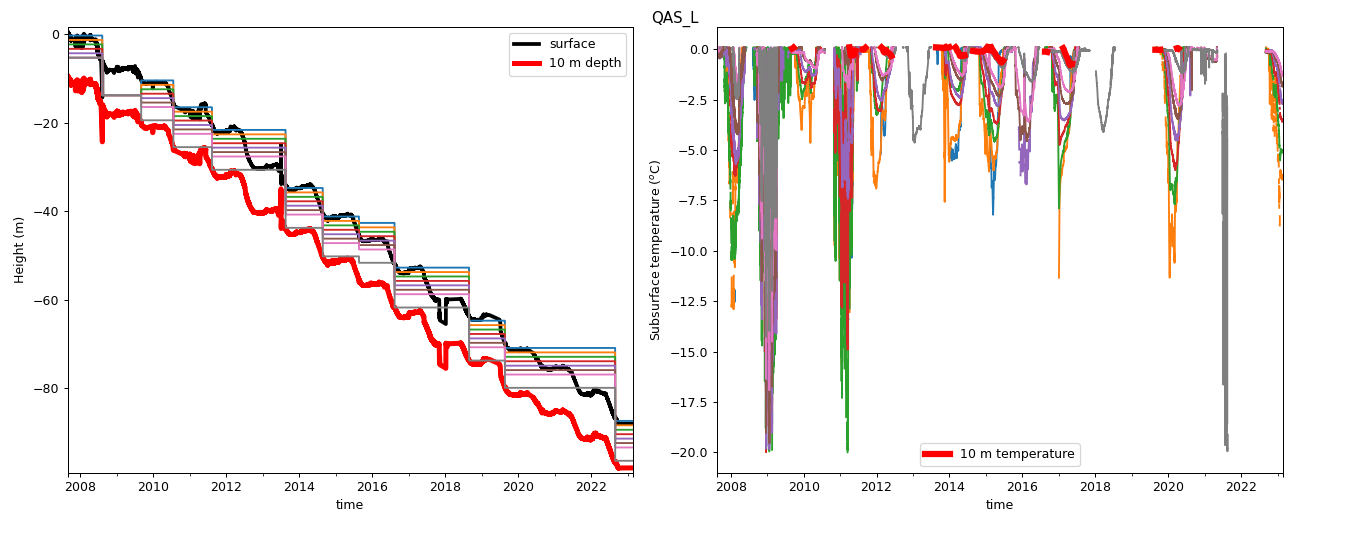 QAS_L
0
−20
−40
−60
−80
Height (m)
2008 2010 2012 2014 2016 2018 2020 2022
time
surface
10 m depth
0.0
−2.5
−5.0
−7.5
−10.0
−12.5
−15.0
−17.5
−20.0
Subsurface temperature (°C)
2008 2010 2012 2014 2016 2018 2020 2022
time
10 m temperature